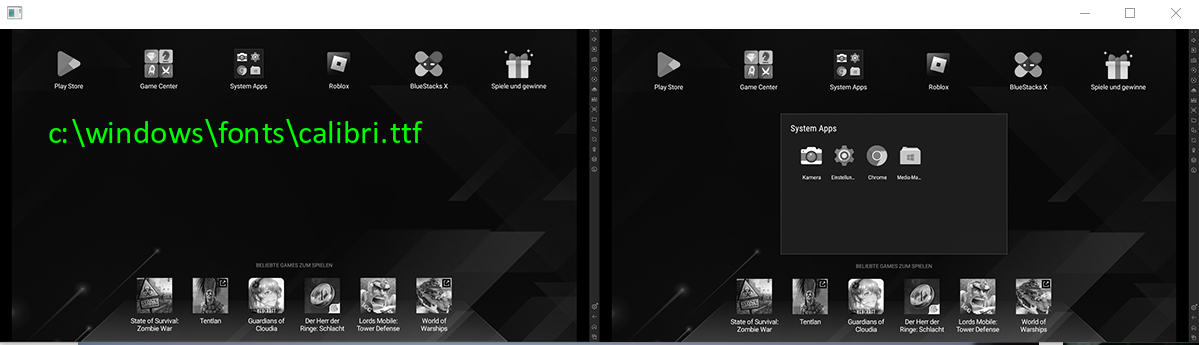 Play Store
Game Center
System Apps
Roblox
BlueStacks X
Spiele und gewinne
c:\windows\fonts\calibri.ttf
BELIEBTE GAMES ZUM SPIELEN
State of Survival:
Zombie War
Tentlan
Guardians of
Cloudia
Der Herr der
Ringe: Schlacht
Lords Mobile:
Tower Defense
World of
Warships
Play Store
Game Center
System Apps
Roblox
BlueStacks X
Spiele und gewinne
System Apps
Kamera
Einstellun...
Chrome
Media-Ma...
BELIEBTE GAMES ZUM SPIELEN
State of Survival:
Zombie War
Tentlan
Guardians of
Cloudia
Der Herr der
Ringe: Schlacht
Lords Mobile:
Tower Defense
World of
Warships